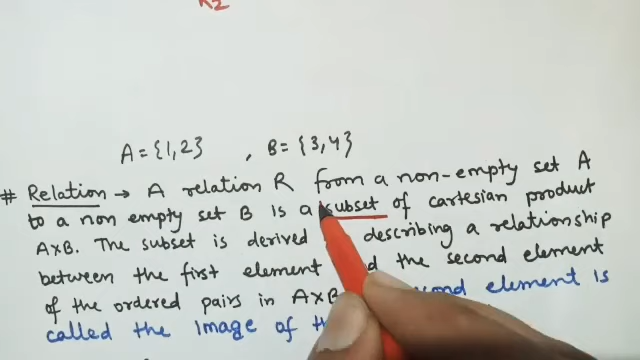 R2
A = {1,2} , B = {3,4}
# Relation → A relation R from a non-empty set A
to a non empty set B is a subset of cartesian product
A×B. The subset is derived describing a relationship
between the first element the second element
of the ordered pairs in A×B element is
called the Image of